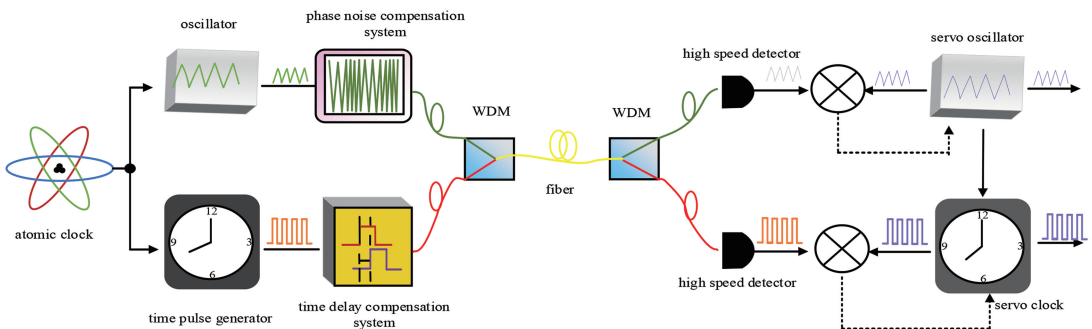 oscillator
phase noise compensation
system
high speed detector
servo oscillator
WDM
WDM
fiber
atomic clock
12
9
3
6
12
9
3
6
time pulse generator
time delay compensation
system
high speed detector
servo clock